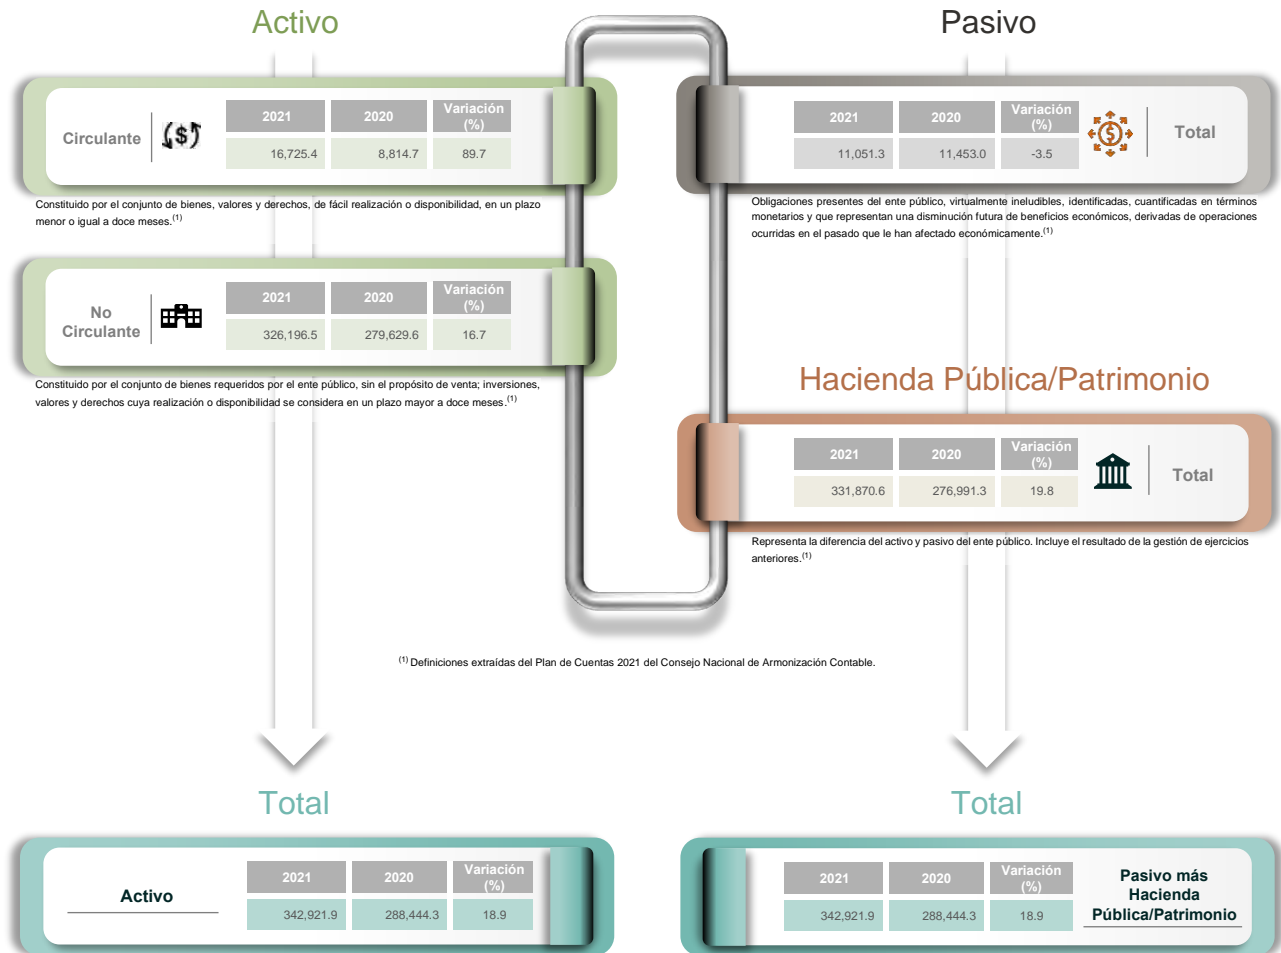 Activo
Circulante
2021 2020 Variación (%)
16,725.4 8,814.7 89.7
Constituido por el conjunto de bienes, valores y derechos, de fácil realización o disponibilidad, en un plazo
menor o igual a doce meses.(1)
No
Circulante
2021 2020 Variación (%)
326,196.5 279,629.6 16.7
Constituido por el conjunto de bienes requeridos por el ente público, sin el propósito de venta; inversiones,
valores y derechos cuya realización o disponibilidad se considera en un plazo mayor a doce meses.(1)
Pasivo
2021 2020 Variación (%)
11,051.3 11,453.0 -3.5
Total
Obligaciones presentes del ente público, virtualmente ineludibles, identificadas, cuantificadas en términos
monetarios y que representan una disminución futura de beneficios económicos, derivadas de operaciones
ocurridas en el pasado que le han afectado económicamente.(1)
Hacienda Pública/Patrimonio
2021 2020 Variación (%)
331,870.6 276,991.3 19.8
Total
Representa la diferencia del activo y pasivo del ente público. Incluye el resultado de la gestión de ejercicios
anteriores.(1)
(1) Definiciones extraídas del Plan de Cuentas 2021 del Consejo Nacional de Armonización Contable.
Total
Activo
2021 2020 Variación (%)
342,921.9 288,444.3 18.9
Total
2021 2020 Variación (%)
342,921.9 288,444.3 18.9
Pasivo más
Hacienda
Pública/Patrimonio